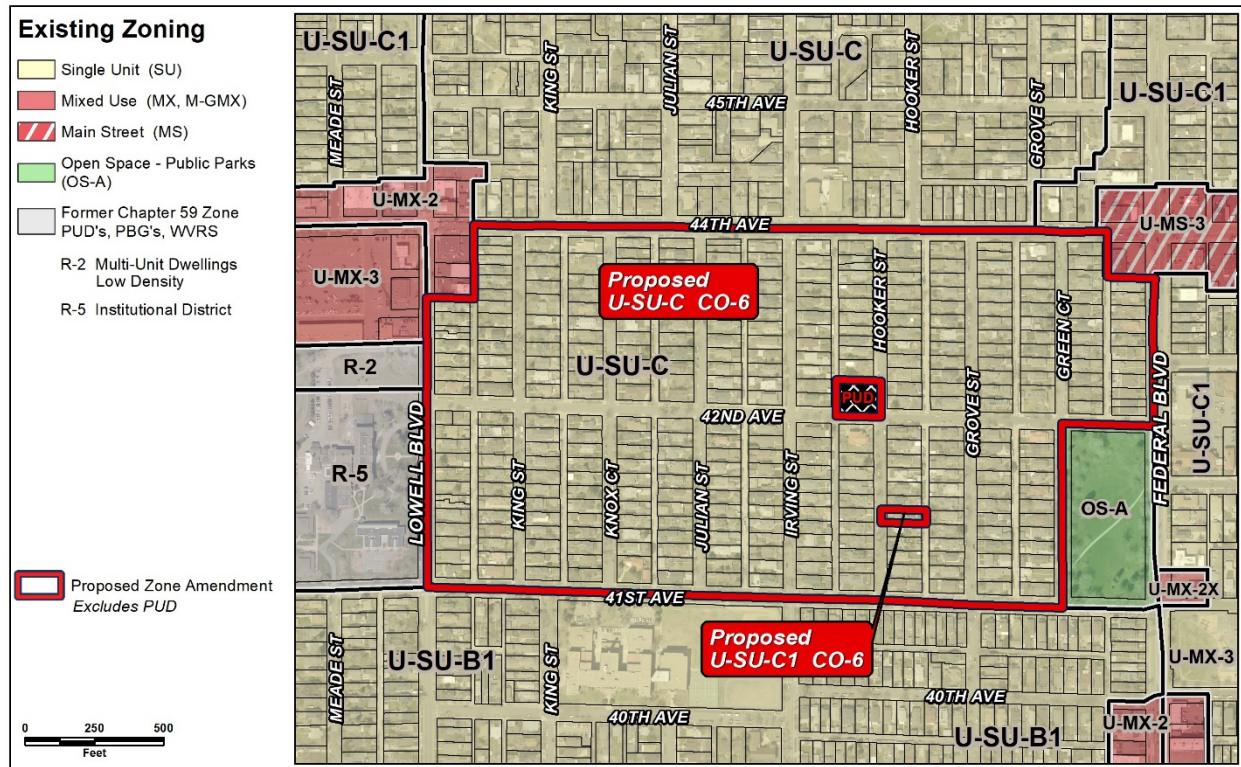 Existing Zoning
Single Unit (SU)
Mixed Use (MX, M-GMX)
Main Street (MS)
Open Space - Public Parks
(OS-A)
Former Chapter 59 Zone
PUD's, PBG's, WVRS
R-2 Multi-Unit Dwellings
Low Density
R-5 Institutional District
Proposed Zone Amendment
Excludes PUD
0 250 500
Feet
U-SU-C1
U-SU-C
U-SU-C1
MEADE ST
KING ST
JULIAN ST
HOOKER ST
GROVE ST
45TH AVE
U-MX-2
44TH AVE
U-MS-3
U-MX-3
Proposed
U-SU-C CO-6
HOOKER ST
GREEN CT
U-SU-C
R-2
PUD
42ND AVE
GROVE ST
FEDERAL BLVD
U-SU-C1
R-5
LOWELL BLVD
KING ST
KNOX CT
JULIAN ST
IRVING ST
OS-A
41ST AVE
U-MX-2X
Proposed
U-SU-C1 CO-6
MEADE ST
U-SU-B1
KING ST
U-MX-3
40TH AVE
40TH AVE
U-SU-B1
U-MX-2